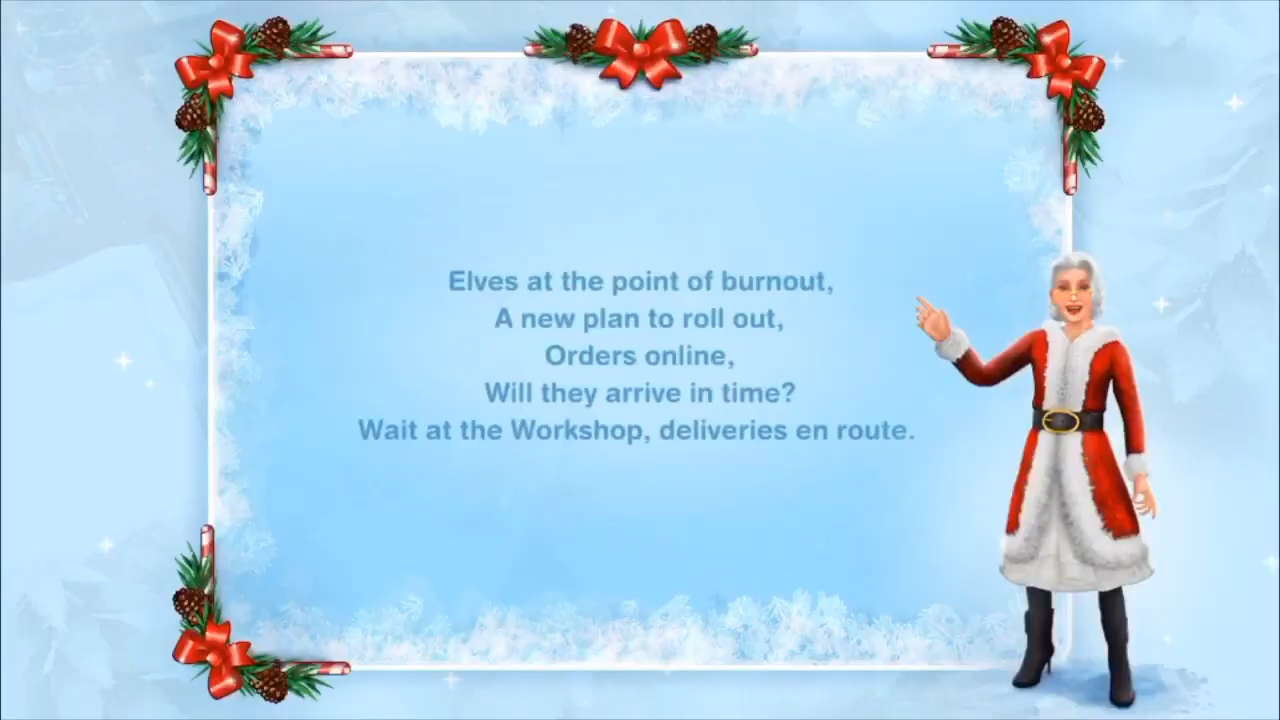 Elves at the point of burnout,
A new plan to roll out,
Orders online,
Will they arrive in time?
Wait at the Workshop, deliveries en route.